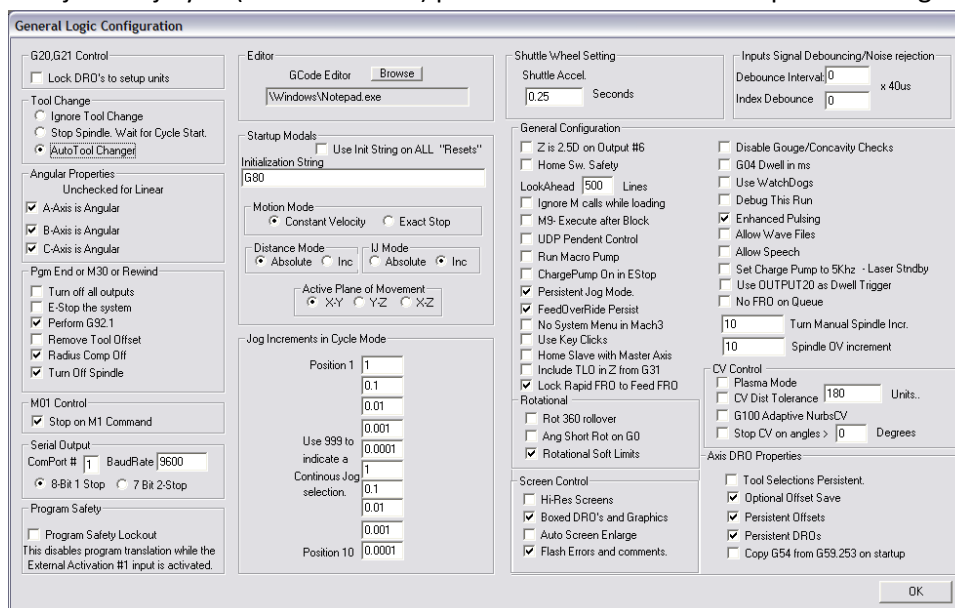 General Logic Configuration
G20,G21 Control
Lock DRO's to setup units
Tool Change
Ignore Tool Change
Stop Spindle. Wait for Cycle Start.
AutoTool Changer
Angular Properties
Unchecked for Linear
A-Axis is Angular
B-Axis is Angular
C-Axis is Angular
Pgm End or M30 or Rewind
Turn off all outputs
E-Stop the system
Perform G92.1
Remove Tool Offset
Radius Comp Off
Turn Off Spindle
M01 Control
Stop on M1 Command
Serial Output
ComPort # 1 BaudRate 9600
8-Bit 1 Stop 7 Bit 2-Stop
Program Safety
Program Safety Lockout
This disables program translation while the
External Activation #1 input is activated.
Editor
GCode Editor Browse
\Windows\Notepad.exe
Startup Modals
Use Init String on ALL "Resets"
Initialization String
G80
Motion Mode
Constant Velocity Exact Stop
Distance Mode
Absolute Inc
IJ Mode
Absolute Inc
Active Plane of Movement
X-Y Y-Z X-Z
Jog Increments in Cycle Mode
Position 1 1
0.1
0.01
0.001
Use 999 to
0.0001
indicate a
Continous Jog
1
selection.
0.1
0.01
0.001
Position 10 0.0001
Shuttle Wheel Setting
Shuttle Accel.
0.25 Seconds
Inputs Signal Debouncing/Noise rejection
Debounce Interval: 0
x 40us
Index Debounce 0
General Configuration
Z is 2.5D on Output #6
Home Sw. Safety
LookAhead 500 Lines
Ignore M calls while loading
M9- Execute after Block
UDP Pendent Control
Run Macro Pump
ChargePump On in EStop
Persistent Jog Mode.
FeedOverRide Persist
No System Menu in Mach3
Use Key Clicks
Home Slave with Master Axis
Include TLO in Z from G31
Lock Rapid FRO to Feed FRO
Disable Gouge/Concavity Checks
G04 Dwell in ms
Use WatchDogs
Debug This Run
Enhanced Pulsing
Allow Wave Files
Allow Speech
Set Charge Pump to 5Khz - Laser Stndby
Use OUTPUT20 as Dwell Trigger
No FRO on Queue
10 Turn Manual Spindle Incr.
10 Spindle OV increment
Rotational
Rot 360 rollover
Ang Short Rot on G0
Rotational Soft Limits
CV Control
Plasma Mode
CV Dist Tolerance 180 Units..
G100 Adaptive NurbsCV
Stop CV on angles > 0 Degrees
Screen Control
Hi-Res Screens
Boxed DRO's and Graphics
Auto Screen Enlarge
Flash Errors and comments.
Axis DRO Properties
Tool Selections Persistent.
Optional Offset Save
Persistent Offsets
Persistent DROs
Copy G54 from G59.253 on startup
OK